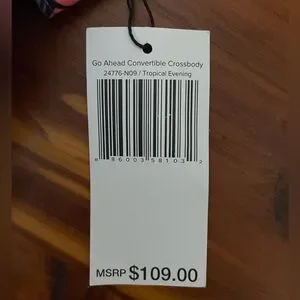 Go Ahead Convertible Crossbody
24776-N09 / Tropical Evening
8 86003 58103 2
MSRP $109.00